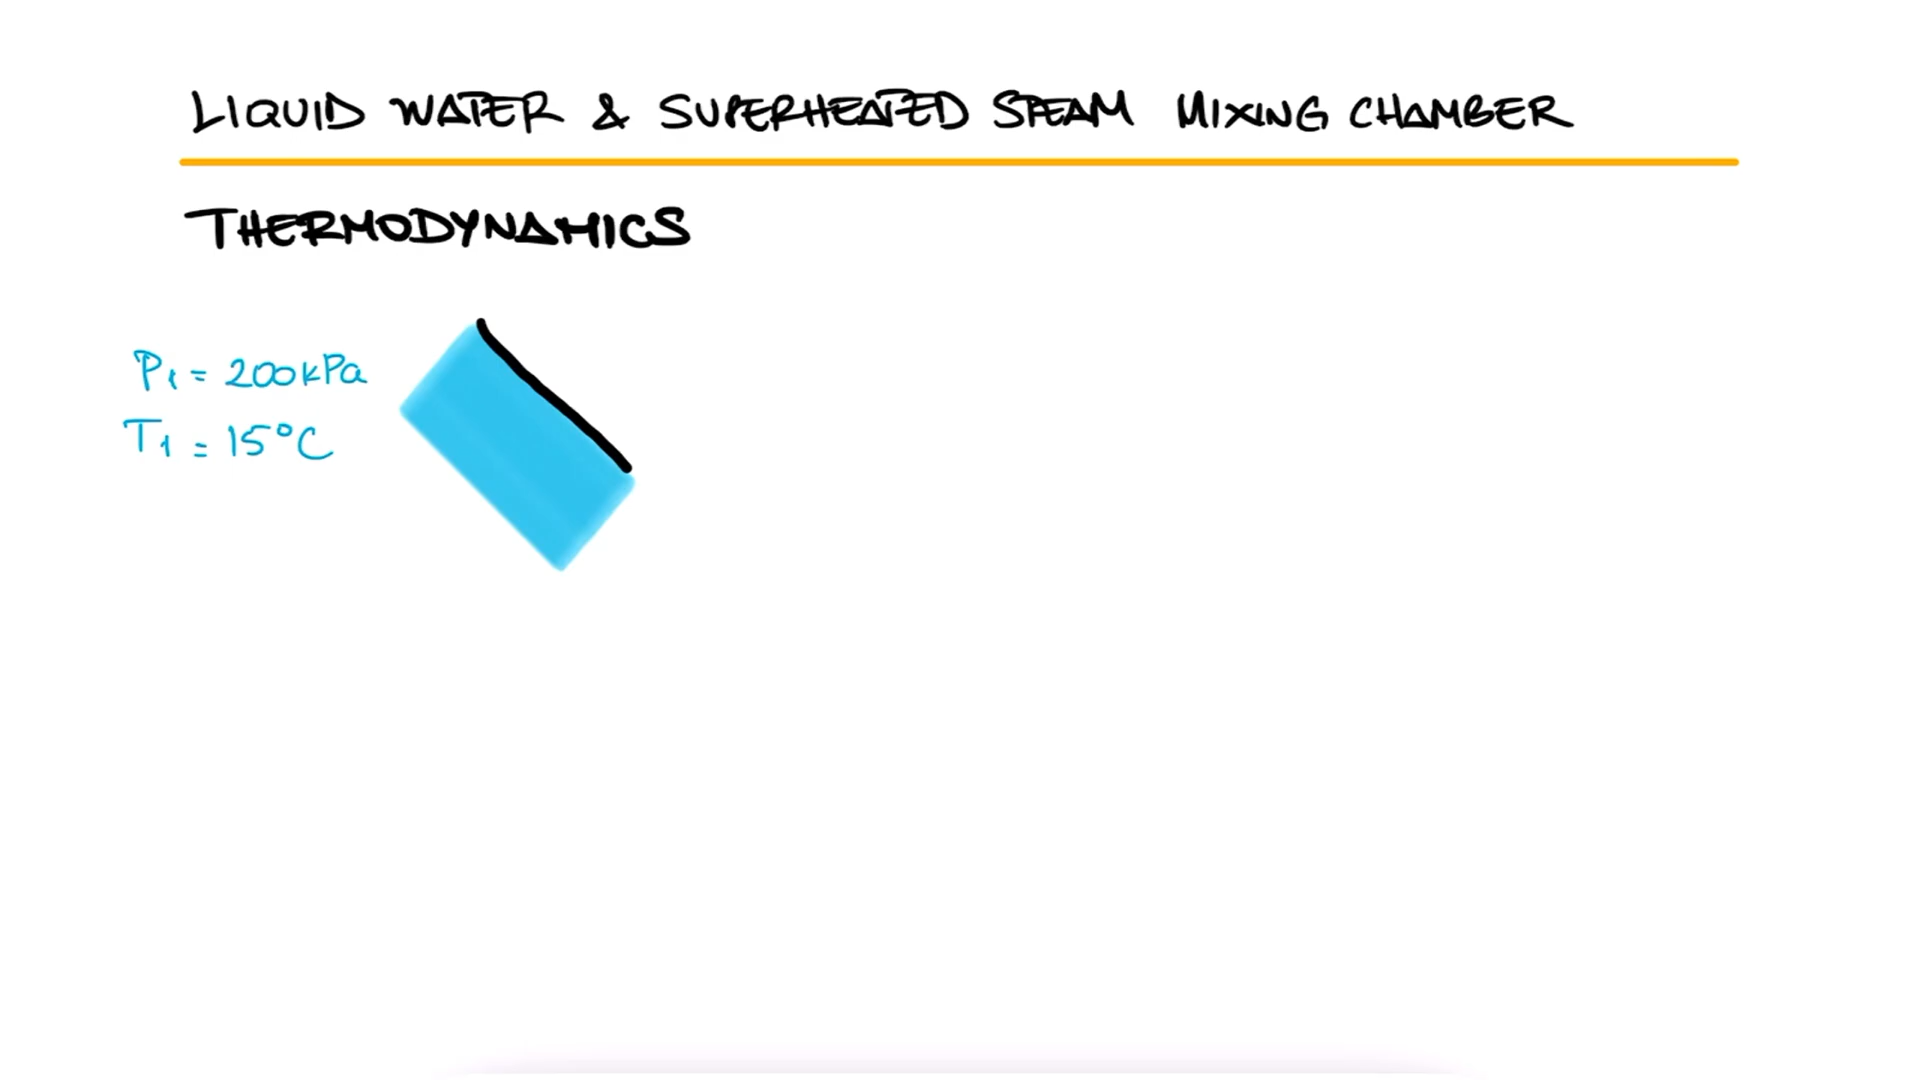 LIQUID WATER & SUPERHEATED STEAM MIXING CHAMBER
THERMODYNAMICS
P₁ = 200kPa
T₁ = 15°C